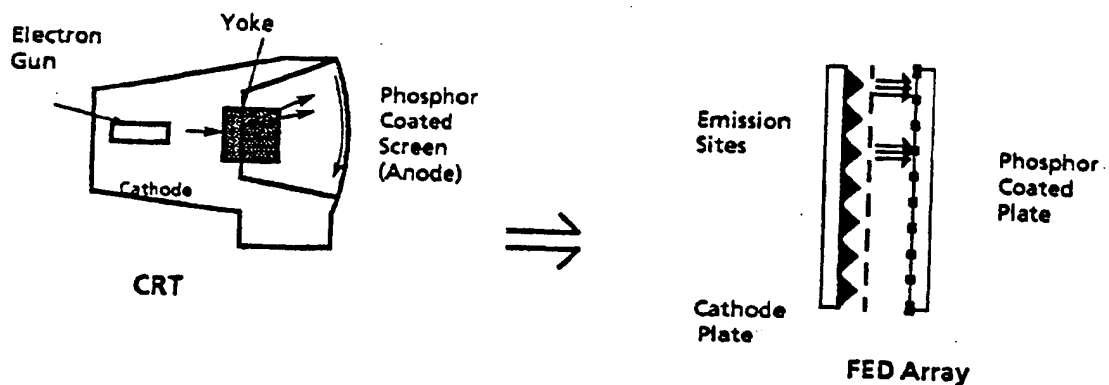 Yoke
Electron
Gun
Cathode
Phosphor
Coated
Screen
(Anode)
CRT
Emission
Sites
Cathode
Plate
Phosphor
Coated
Plate
FED Array